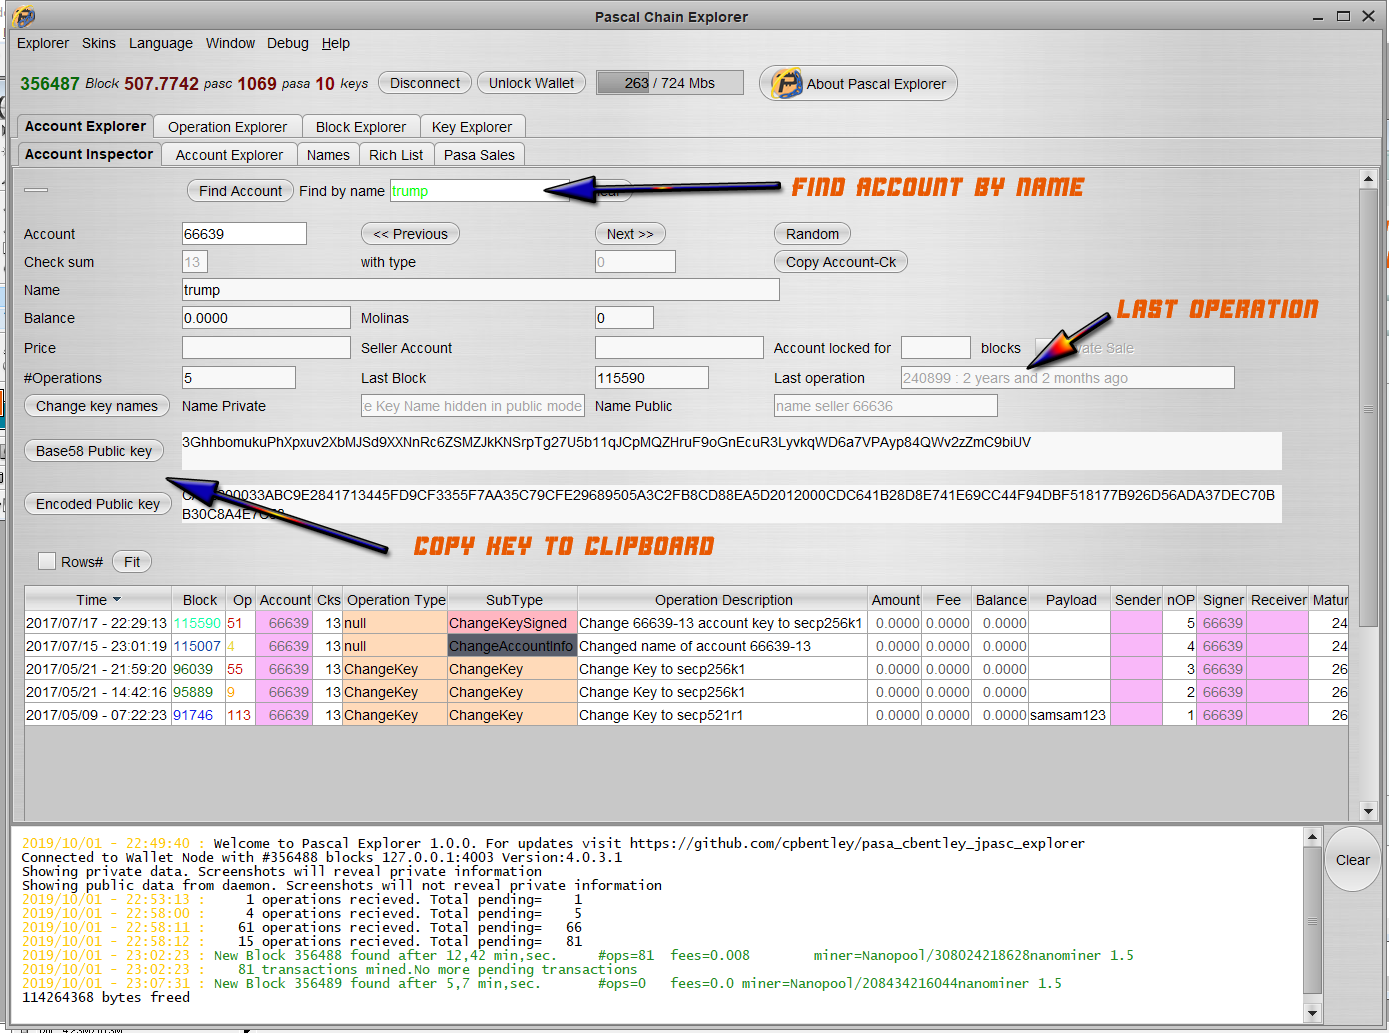 Pascal Chain Explorer
Explorer Skins Language Window Debug Help
356487 Block 507.7742 pasc 1069 pasa 10 keys Disconnect Unlock Wallet 263 / 724 Mbs About Pascal Explorer
Account Explorer Operation Explorer Block Explorer Key Explorer
Account Inspector Account Explorer Names Rich List Pasa Sales
Find Account Find by name trump FIND ACCOUNT BY NAME
Account 66639 << Previous Next >> Random
Check sum 13 with type 0 Copy Account-Ck
Name trump
Balance 0.0000 Molinas 0
LAST OPERATION
Price Seller Account Account locked for blocks Sale
#Operations 5 Last Block 115590 Last operation 240899 : 2 years and 2 months ago
Change key names Name Private e Key Name hidden in public mode Name Public name seller 66636
Base58 Public key 3GhhbomukuPhXpxuv2XbMJSd9XXNnRc6ZSMZJkKNSrpTg27U5b11qJCpMQZHruF9oGnEcuR3LyvkqWD6a7VPAyp84QWv2zZmC9biUV
Encoded Public key
COPY KEY TO CLIPBOARD
Rows# Fit
Time Block Op Account Cks Operation Type SubType Operation Description Amount Fee Balance Payload Sender nOP Signer Receiver Matur
2017/07/17 - 22:29:13 115590 51 66639 13 null ChangeKeySigned Change 66639-13 account key to secp256k1 0.0000 0.0000 0.0000 5 66639 24
2017/07/15 - 23:01:19 115007 4 66639 13 null ChangeAccountInfo Changed name of account 66639-13 0.0000 0.0000 0.0000 4 66639 24
2017/05/21 - 21:59:20 96039 55 66639 13 ChangeKey ChangeKey Change Key to secp256k1 0.0000 0.0000 0.0000 3 66639 26
2017/05/21 - 14:42:16 95889 9 66639 13 ChangeKey ChangeKey Change Key to secp256k1 0.0000 0.0000 0.0000 2 66639 26
2017/05/09 - 07:22:23 91746 113 66639 13 ChangeKey ChangeKey Change Key to secp521r1 0.0000 0.0000 0.0000 samsam123 1 66639 26
2019/10/01 - 22:49:40 : Welcome to Pascal Explorer 1.0.0. For updates visit https://github.com/cpbentley/pasa_cbentley_jpasc_explorer
Connected to Wallet Node with #356488 blocks 127.0.0.1:4003 Version:4.0.3.1
Showing private data. Screenshots will reveal private information
Showing public data from daemon. Screenshots will not reveal private information
2019/10/01 - 22:53:13 : 1 operations recieved. Total pending= 1
2019/10/01 - 22:58:00 : 4 operations recieved. Total pending= 5
2019/10/01 - 22:58:11 : 61 operations recieved. Total pending= 66
2019/10/01 - 22:58:12 : 15 operations recieved. Total pending= 81
2019/10/01 - 23:02:23 : New Block 356488 found after 12,42 min,sec. #ops=81 fees=0.008 miner=Nanopool/308024218628nanominer 1.5
2019/10/01 - 23:02:23 : 81 transactions mined.No more pending transactions
2019/10/01 - 23:07:31 : New Block 356489 found after 5,7 min,sec. #ops=0 fees=0.0 miner=Nanopool/208434216044nanominer 1.5
114264368 bytes freed
Clear